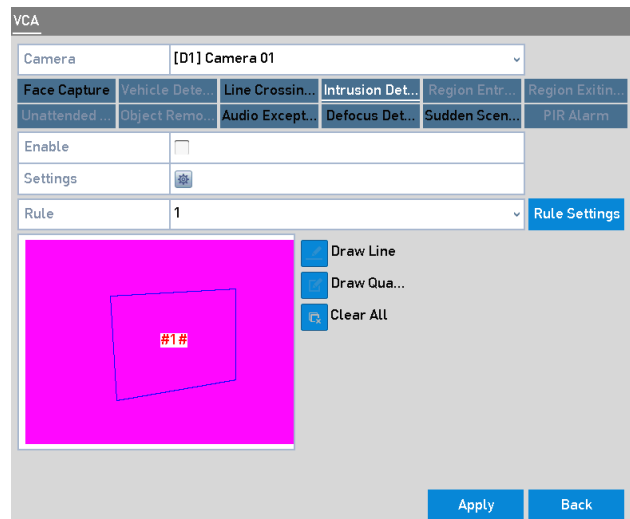 VCA
Camera [D1] Camera 01
Face Capture Vehicle Dete... Line Crossin... Intrusion Det... Region Entr... Region Exitin...
Unattended ... Object Remo... Audio Except... Defocus Det... Sudden Scen... PIR Alarm
Enable
Settings
Rule 1 Rule Settings
Draw Line
Draw Qua...
Clear All
#1#
Apply Back